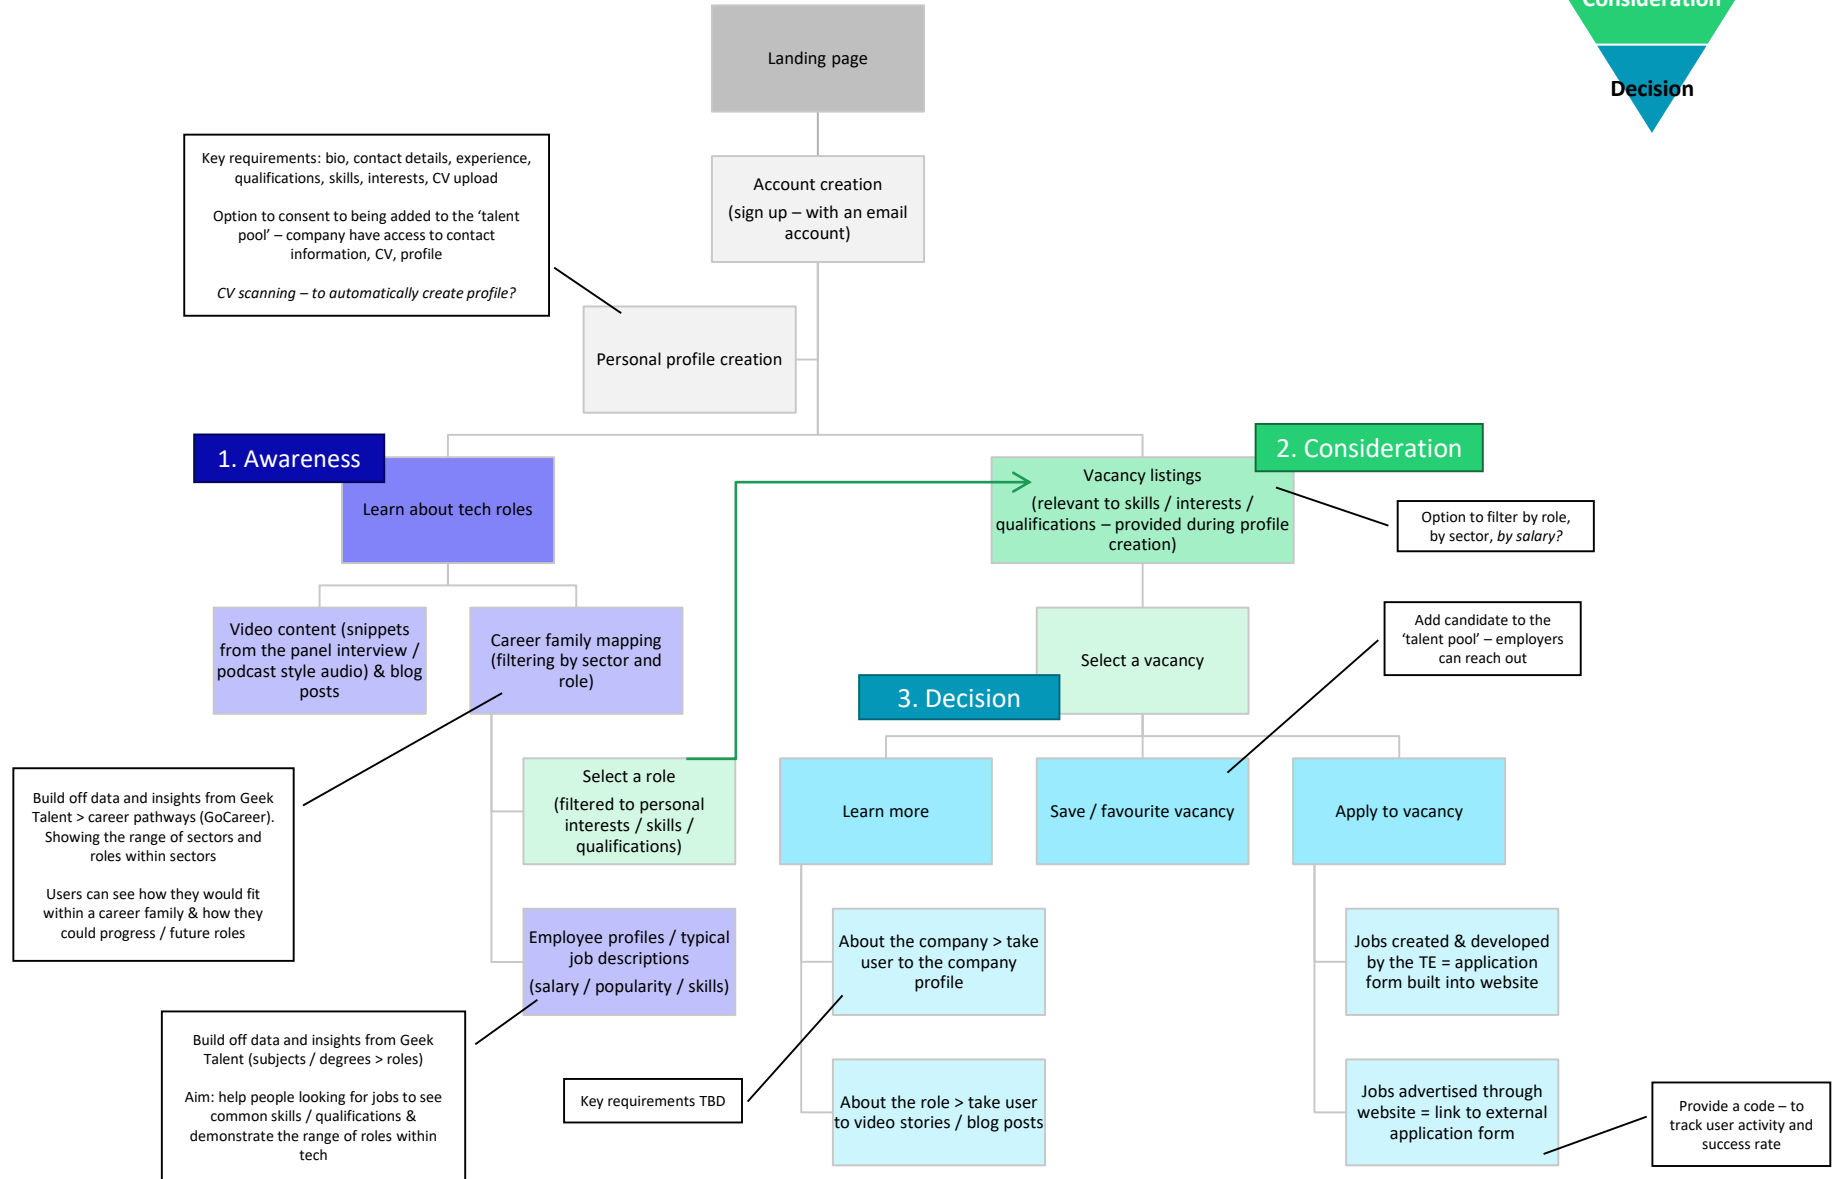 Consideration
Decision
Landing page
Account creation
(sign up – with an email
account)
Key requirements: bio, contact details, experience,
qualifications, skills, interests, CV upload
Option to consent to being added to the ‘talent
pool’ – company have access to contact
information, CV, profile
CV scanning – to automatically create profile?
Personal profile creation
1. Awareness
Learn about tech roles
2. Consideration
Vacancy listings
(relevant to skills / interests /
qualifications – provided during profile
creation)
Option to filter by role,
by sector, by salary?
Video content (snippets
from the panel interview /
podcast style audio) & blog
posts
Career family mapping
(filtering by sector and
role)
Select a vacancy
Add candidate to the
‘talent pool’ – employers
can reach out
3. Decision
Build off data and insights from Geek
Talent > career pathways (GoCareer).
Showing the range of sectors and
roles within sectors
Users can see how they would fit
within a career family & how they
could progress / future roles
Select a role
(filtered to personal
interests / skills /
qualifications)
Learn more
Save / favourite vacancy
Apply to vacancy
Employee profiles / typical
job descriptions
(salary / popularity / skills)
About the company > take
user to the company
profile
Jobs created & developed
by the TE = application
form built into website
Build off data and insights from Geek
Talent (subjects / degrees > roles)
Aim: help people looking for jobs to see
common skills / qualifications &
demonstrate the range of roles within
tech
Key requirements TBD
About the role > take user
to video stories / blog posts
Jobs advertised through
website = link to external
application form
Provide a code – to
track user activity and
success rate